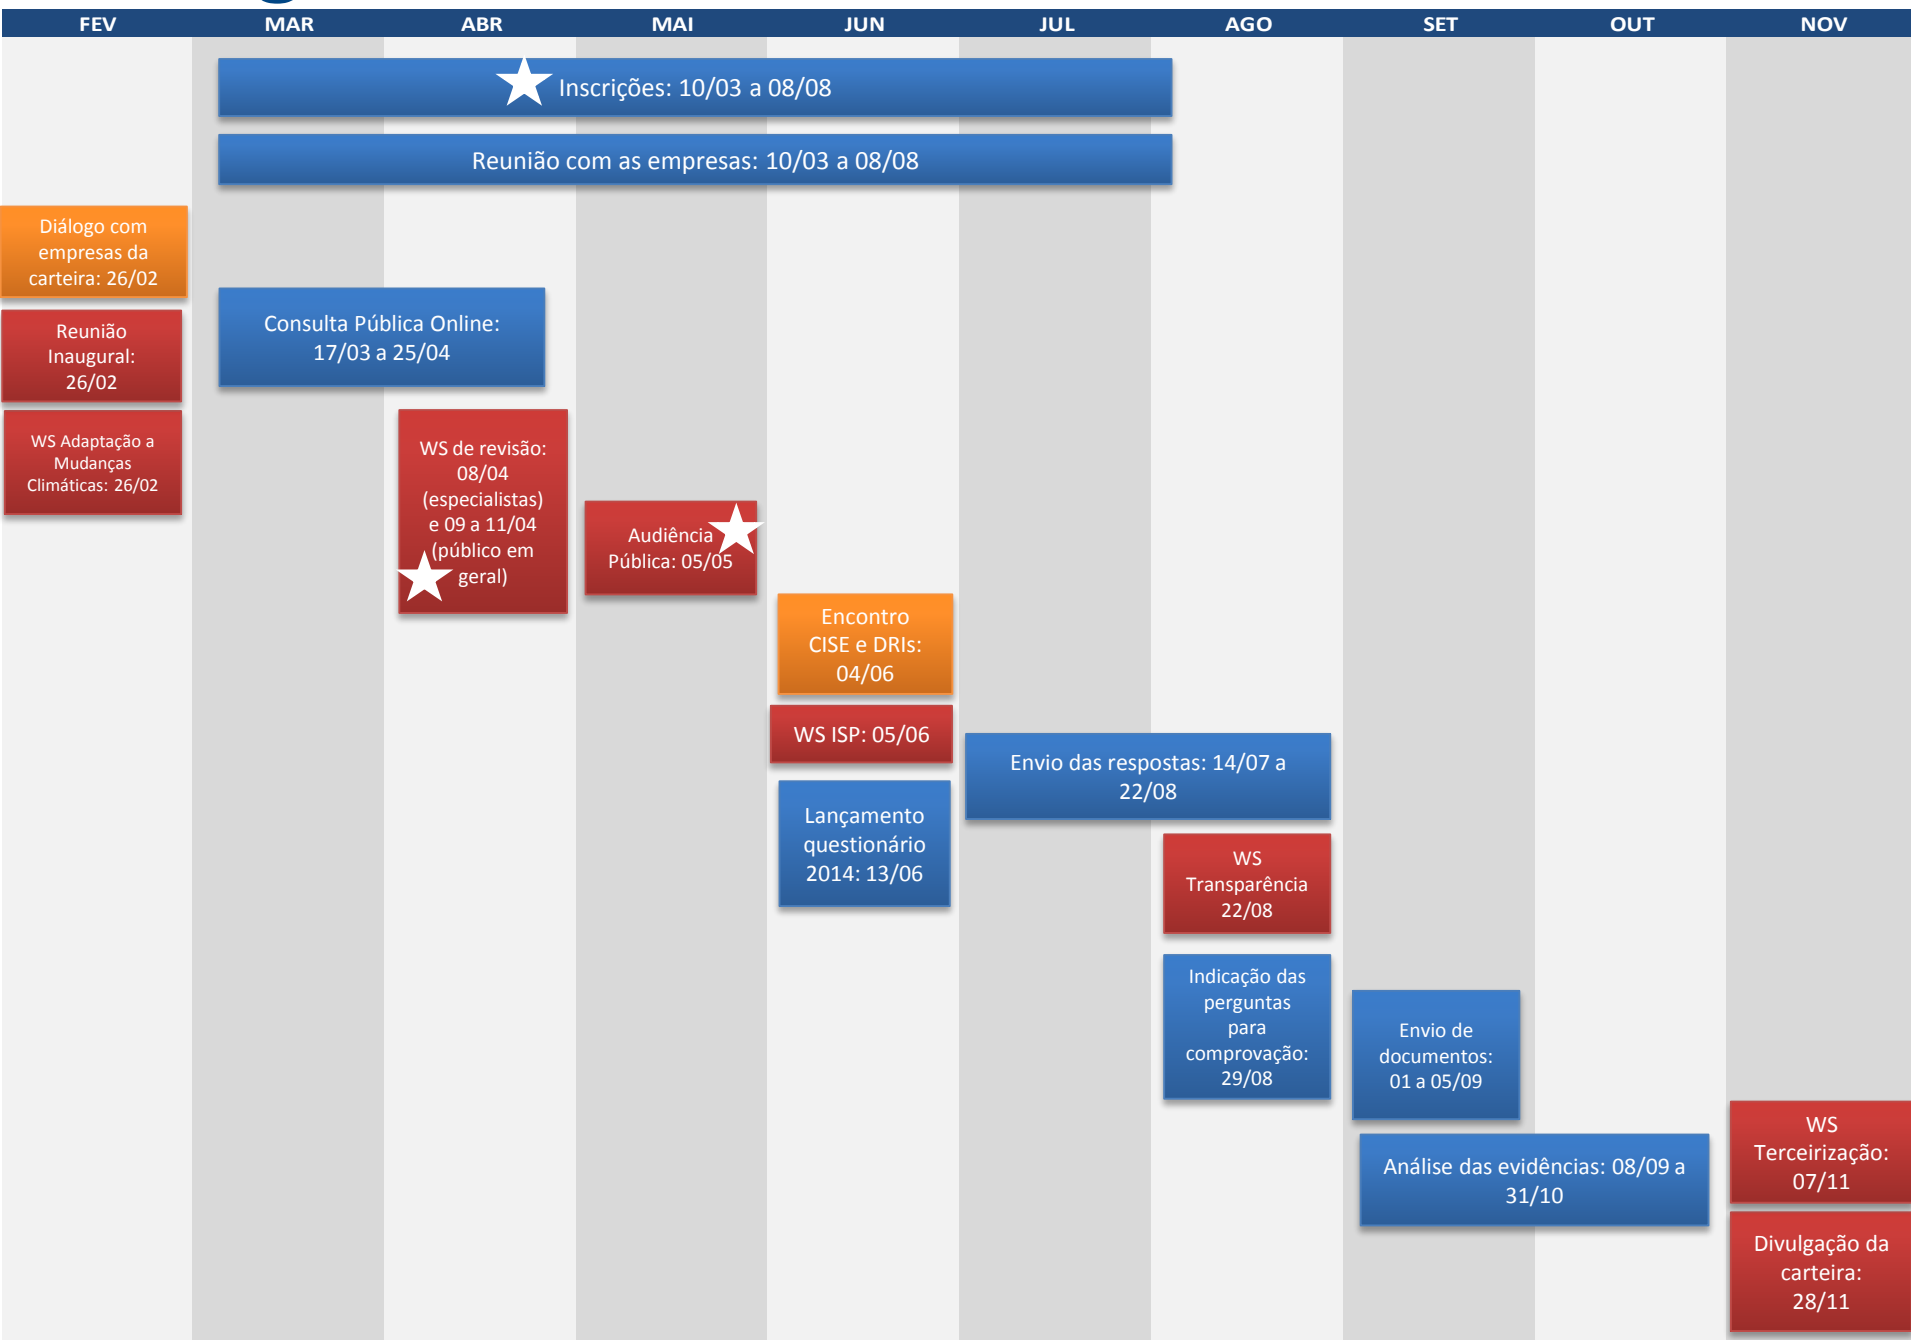 FEV MAR ABR MAI JUN JUL AGO SET OUT NOV
Inscrições: 10/03 a 08/08
Reunião com as empresas: 10/03 a 08/08
Diálogo com
empresas da
carteira: 26/02
Reunião
Inaugural:
26/02
WS Adaptação a
Mudanças
Climáticas: 26/02
Consulta Pública Online:
17/03 a 25/04
WS de revisão:
08/04
(especialistas)
e 09 a 11/04
(público em
geral)
Audiência
Pública: 05/05
Encontro
CISE e DRIs:
04/06
WS ISP: 05/06
Lançamento
questionário
2014: 13/06
Envio das respostas: 14/07 a
22/08
WS
Transparência
22/08
Indicação das
perguntas
para
comprovação:
29/08
Envio de
documentos:
01 a 05/09
Análise das evidências: 08/09 a
31/10
WS
Terceirização:
07/11
Divulgação da
carteira:
28/11